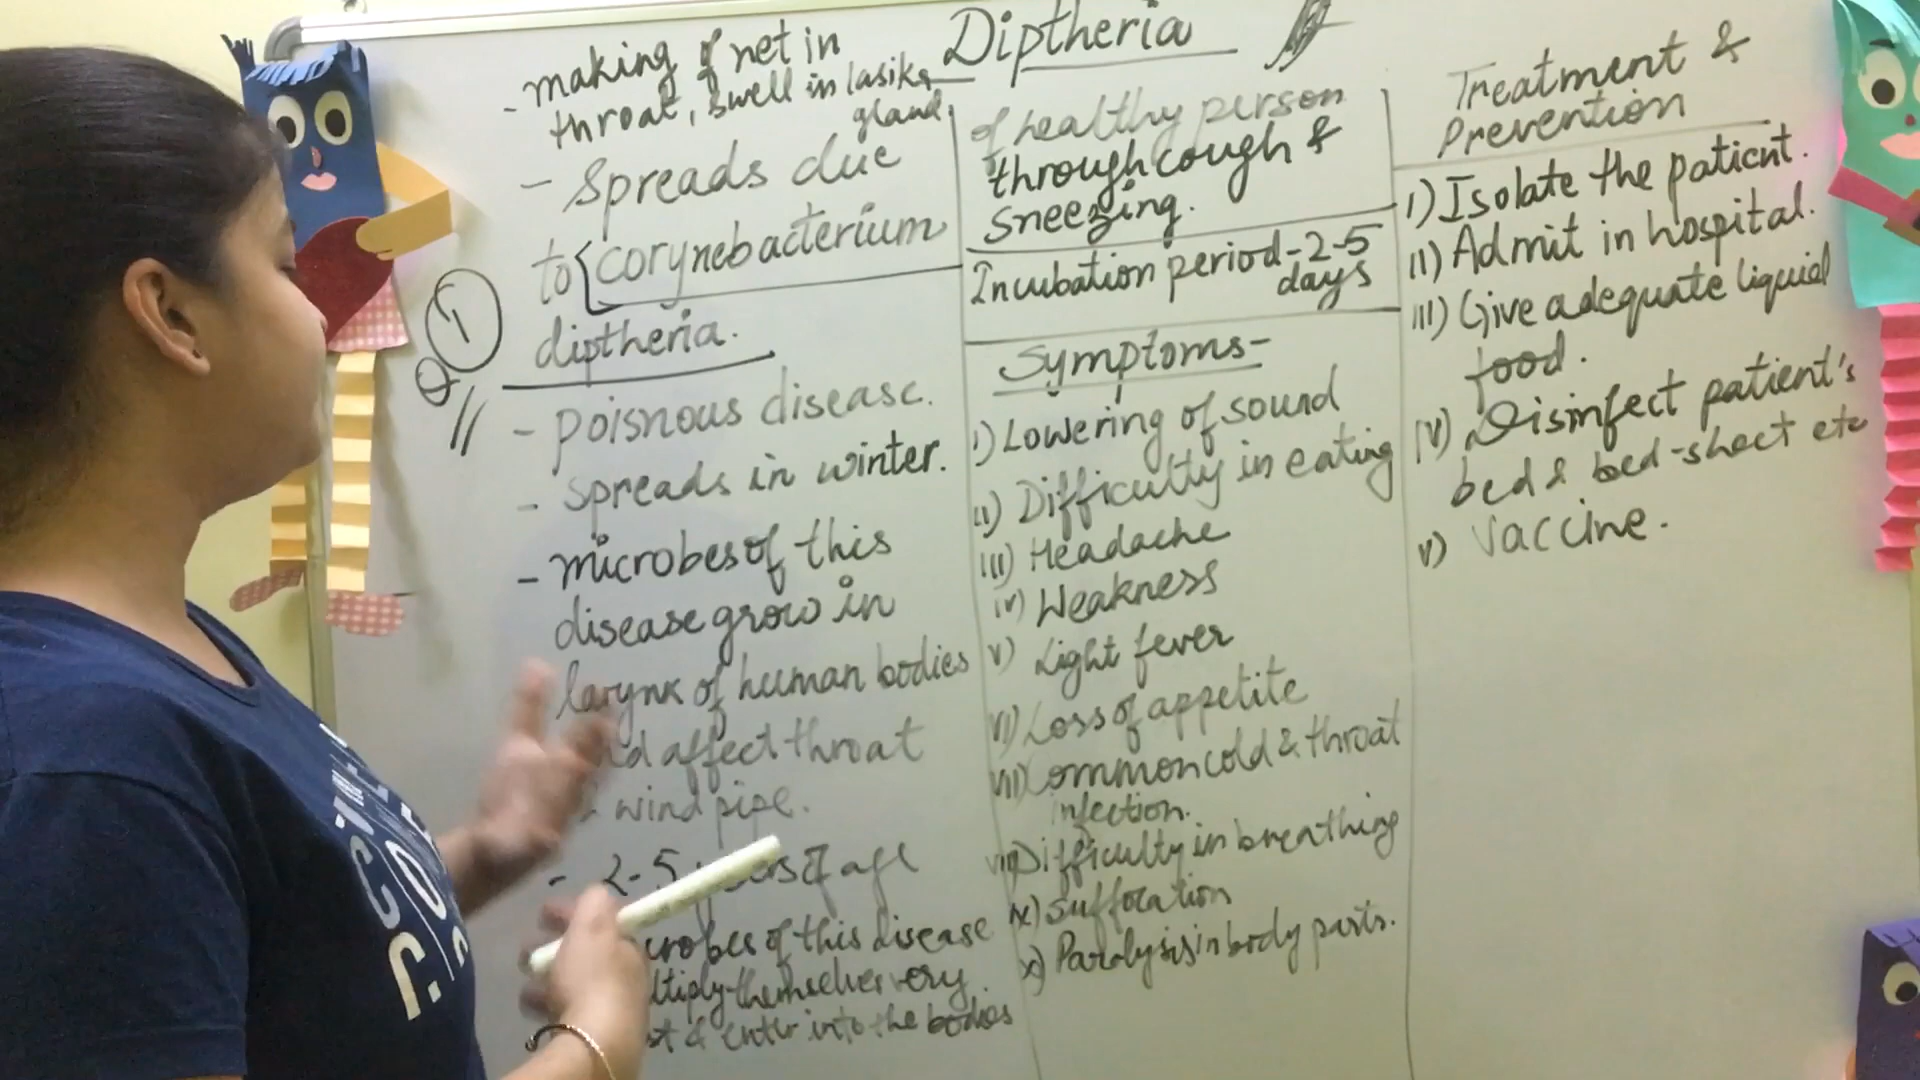 Diptheria
- making of net in
throat, swell in lasika
gland.
- Spreads due
to corynebacterium
diptheria.
- Poisnous disease.
- Spreads in winter.
- microbes of this
disease grow in
larynx of human bodies
affect throat
wind pipe.
- 2-5 of age
of this disease
themselves very
& enter into the bodies
of healthy person
through cough &
Sneezing.
Incubation period - 2-5
days
Symptoms -
i) Lowering of sound
ii) Difficulty in eating
iii) Headache
iv) Weakness
v) Light fever
vi) Loss of appetite
vii) Common cold & throat
infection.
viii) Difficulty in breathing
ix) Suffocation
x) Paralysis in body parts.
Treatment &
Prevention
I) Isolate the patient.
II) Admit in hospital.
III) Give adequate liquid
food.
IV) Disinfect patient's
bed & bed-sheet etc
V) Vaccine.